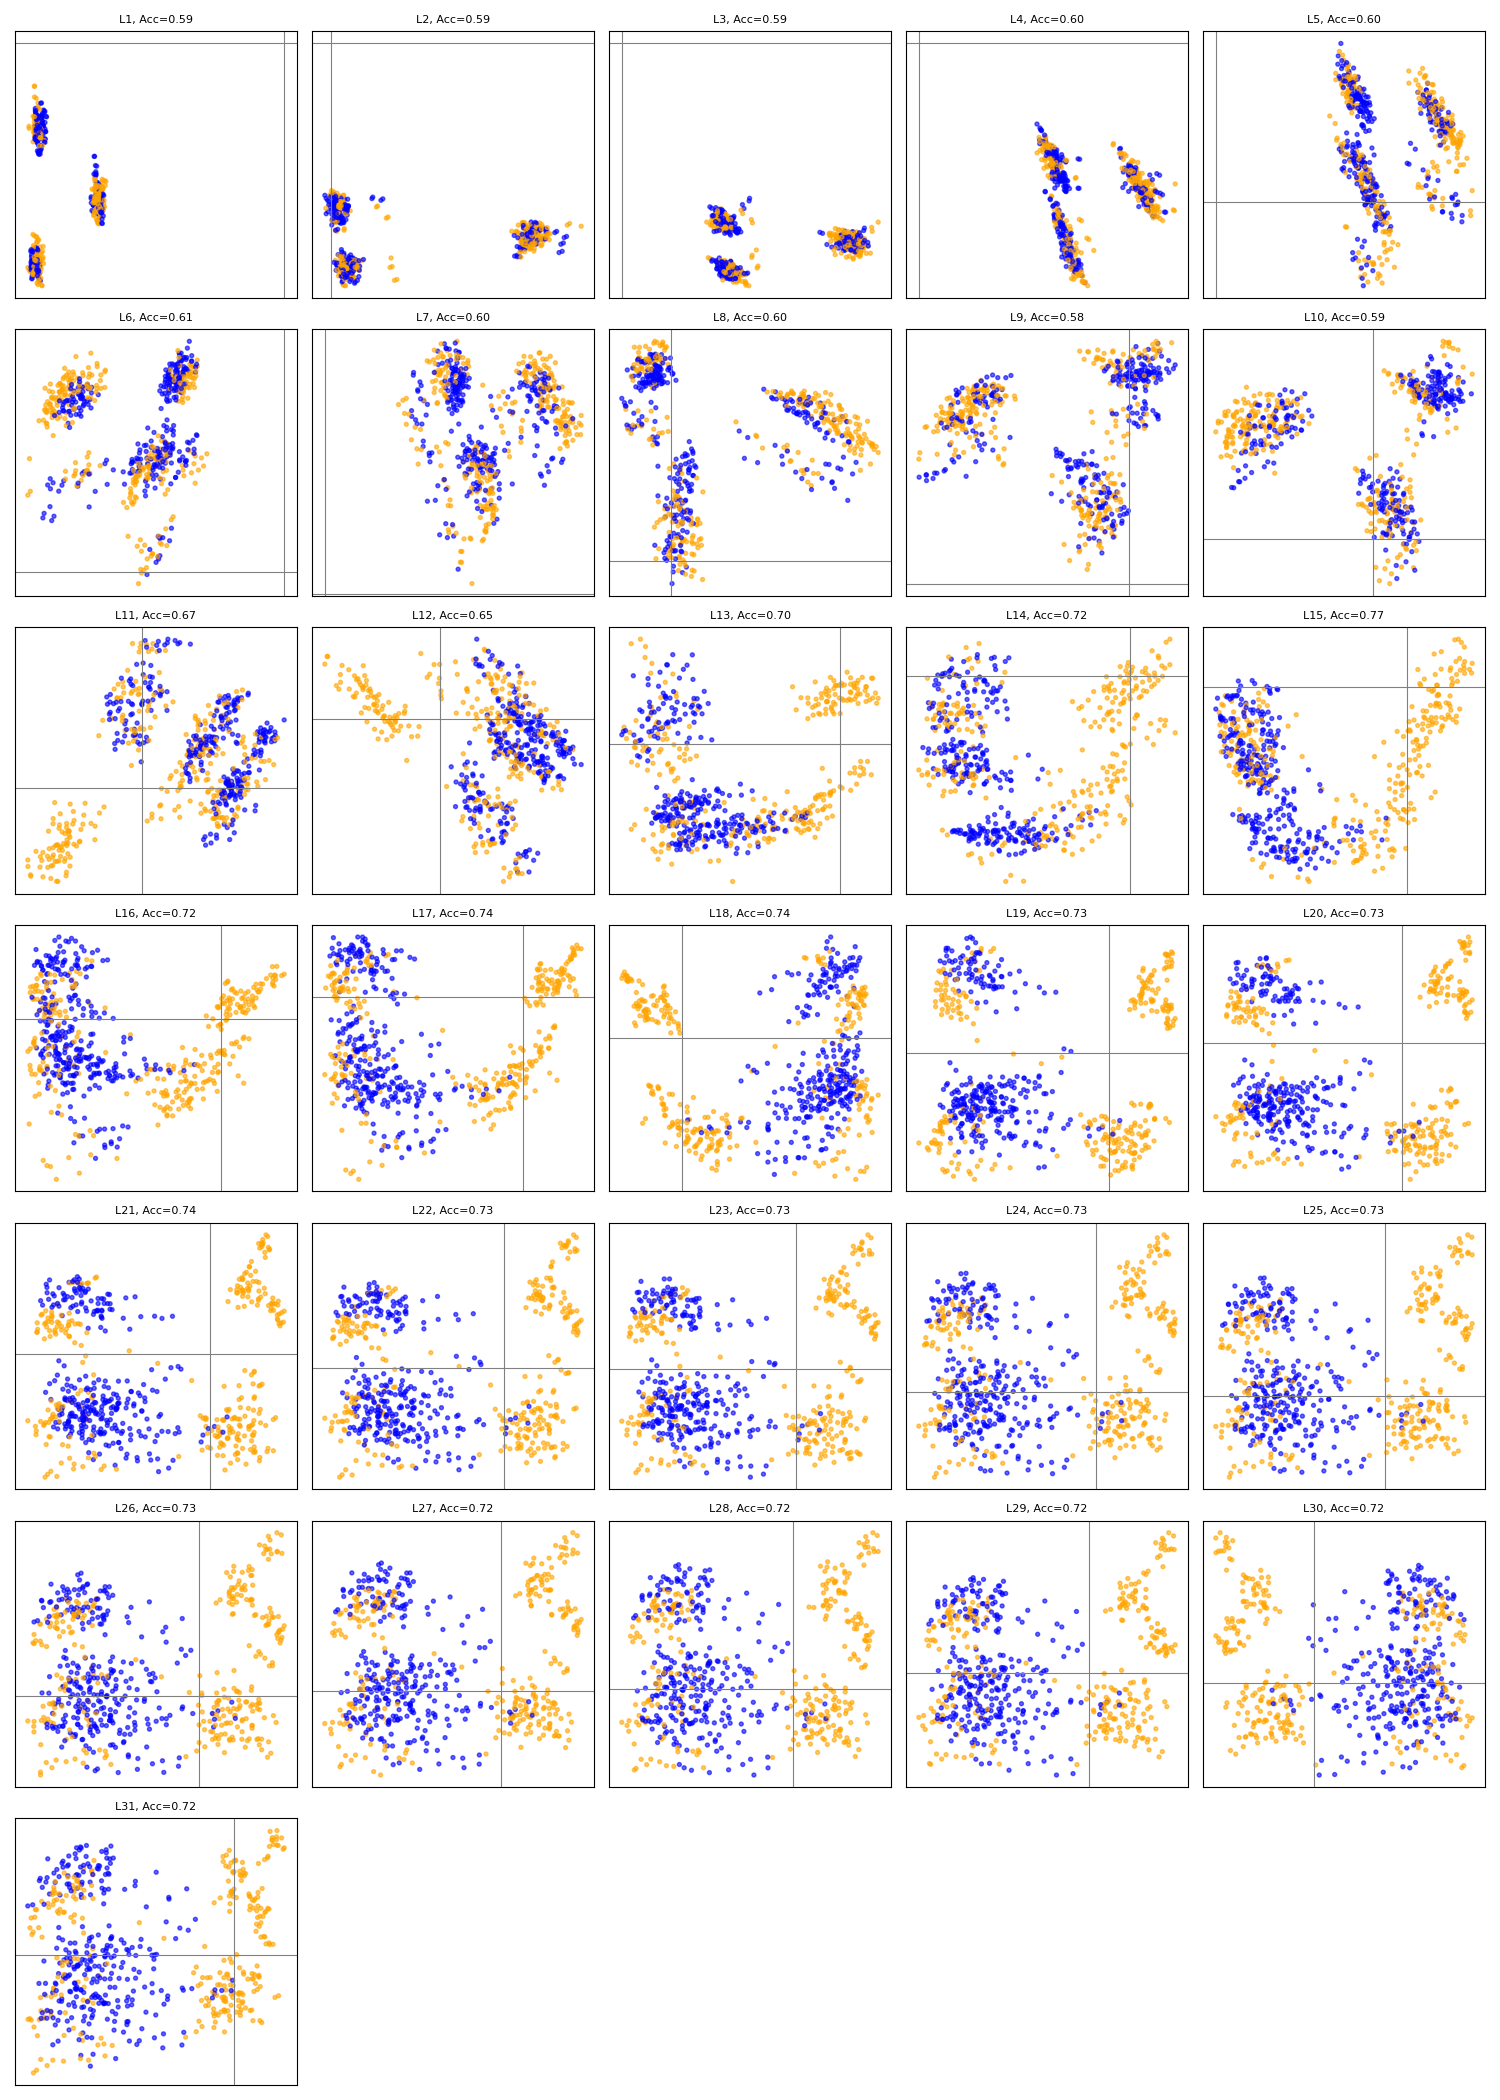 L1, Acc=0.59
L2, Acc=0.59
L3, Acc=0.59
L4, Acc=0.60
L5, Acc=0.60
L6, Acc=0.61
L7, Acc=0.60
L8, Acc=0.60
L9, Acc=0.58
L10, Acc=0.59
L11, Acc=0.67
L12, Acc=0.65
L13, Acc=0.70
L14, Acc=0.72
L15, Acc=0.77
L16, Acc=0.72
L17, Acc=0.74
L18, Acc=0.74
L19, Acc=0.73
L20, Acc=0.73
L21, Acc=0.74
L22, Acc=0.73
L23, Acc=0.73
L24, Acc=0.73
L25, Acc=0.73
L26, Acc=0.73
L27, Acc=0.72
L28, Acc=0.72
L29, Acc=0.72
L30, Acc=0.72
L31, Acc=0.72